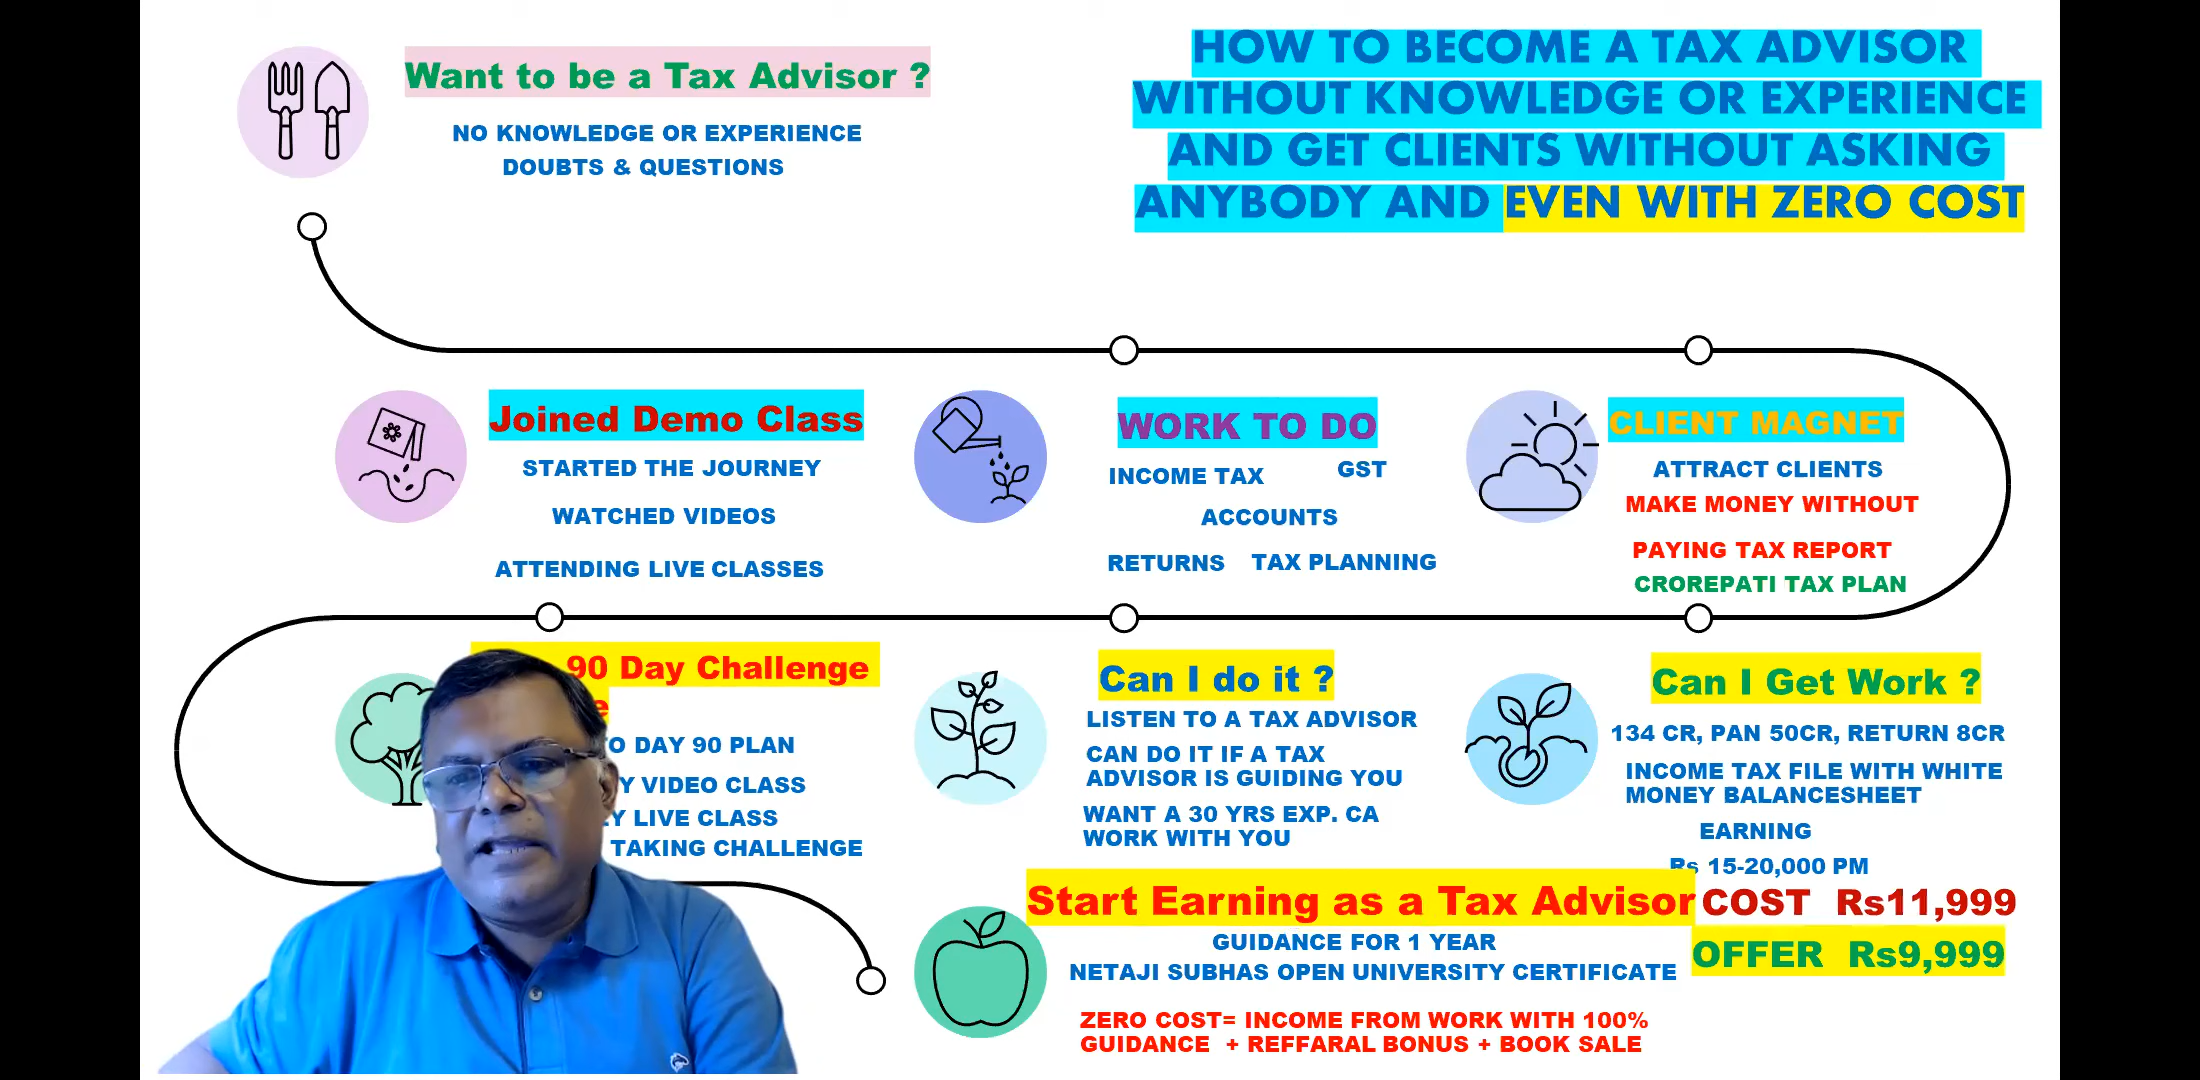 Want to be a Tax Advisor ?
NO KNOWLEDGE OR EXPERIENCE
DOUBTS & QUESTIONS
HOW TO BECOME A TAX ADVISOR
WITHOUT KNOWLEDGE OR EXPERIENCE
AND GET CLIENTS WITHOUT ASKING
ANYBODY AND EVEN WITH ZERO COST
Joined Demo Class
STARTED THE JOURNEY
WATCHED VIDEOS
ATTENDING LIVE CLASSES
WORK TO DO
INCOME TAX GST
ACCOUNTS
RETURNS TAX PLANNING
CLIENT MAGNET
ATTRACT CLIENTS
MAKE MONEY WITHOUT
PAYING TAX REPORT
CROREPATI TAX PLAN
90 Day Challenge
DAY 90 PLAN
VIDEO CLASS
LIVE CLASS
TAKING CHALLENGE
Can I do it ?
LISTEN TO A TAX ADVISOR
CAN DO IT IF A TAX
ADVISOR IS GUIDING YOU
WANT A 30 YRS EXP. CA
WORK WITH YOU
Can I Get Work ?
134 CR, PAN 50CR, RETURN 8CR
INCOME TAX FILE WITH WHITE
MONEY BALANCESHEET
EARNING
Rs 15-20,000 PM
Start Earning as a Tax Advisor
GUIDANCE FOR 1 YEAR
NETAJI SUBHAS OPEN UNIVERSITY CERTIFICATE
ZERO COST= INCOME FROM WORK WITH 100%
GUIDANCE + REFFARAL BONUS + BOOK SALE
COST Rs11,999
OFFER Rs9,999